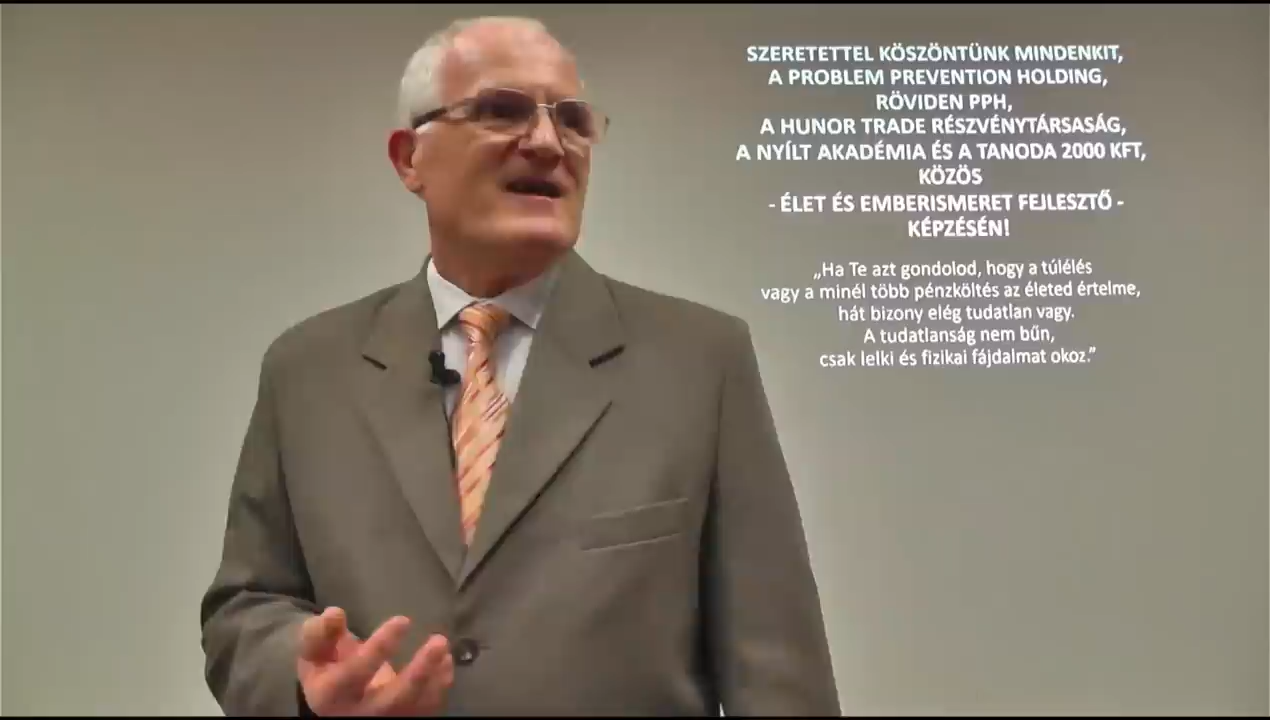 SZERETETTEL KÖSZÖNTÜNK MINDENKIT,
A PROBLEM PREVENTION HOLDING,
RÖVIDEN PPH,
A HUNOR TRADE RÉSZVÉNYTÁRSASÁG,
A NYÍLT AKADÉMIA ÉS A TANODA 2000 KFT,
KÖZÖS
- ÉLET ÉS EMBERISMERET FEJLESZTŐ -
KÉPZÉSÉN!
„Ha Te azt gondolod, hogy a túlélés
vagy a minél több pénzköltés az életed értelme,
hát bizony elég tudatlan vagy.
A tudatlanság nem bűn,
csak lelki és fizikai fájdalmat okoz.”